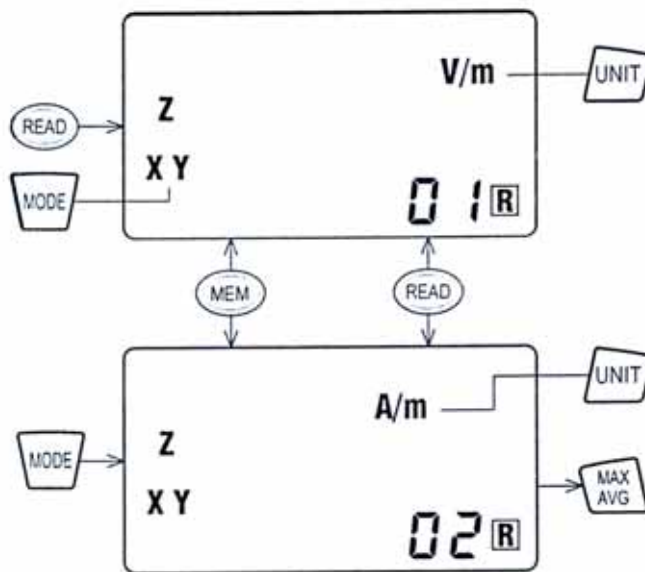 V/m
UNIT
Z
READ
X Y
MODE
01 R
MEM
READ
A/m
UNIT
Z
MODE
X Y
MAX
AVG
02 R